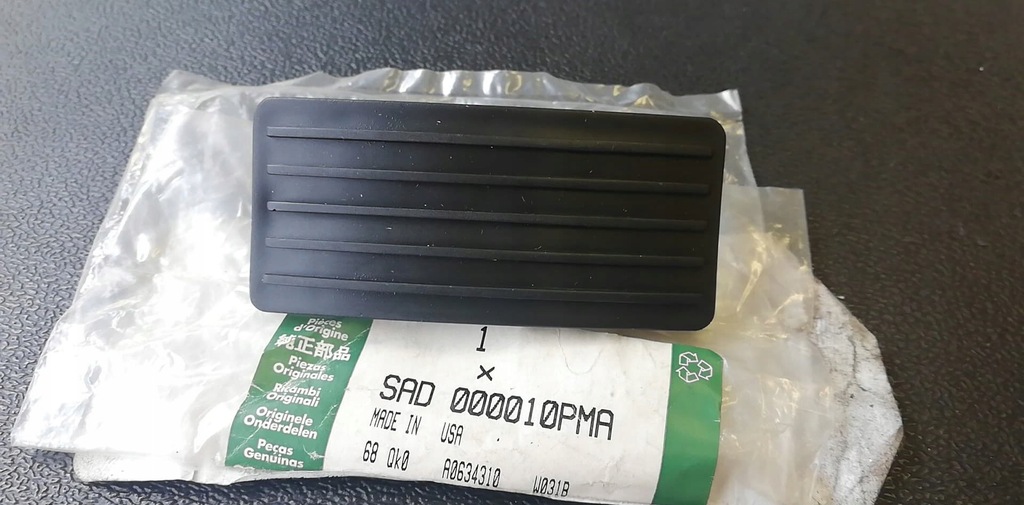 Pièces
d'Origine
純正部品
Piezas
Originales
Ricambi
Originali
Originele
Onderdelen
Peças
Genuinas
1
x
SAD 000010PMA
MADE IN USA
68 Qk0 A0634310 W031B